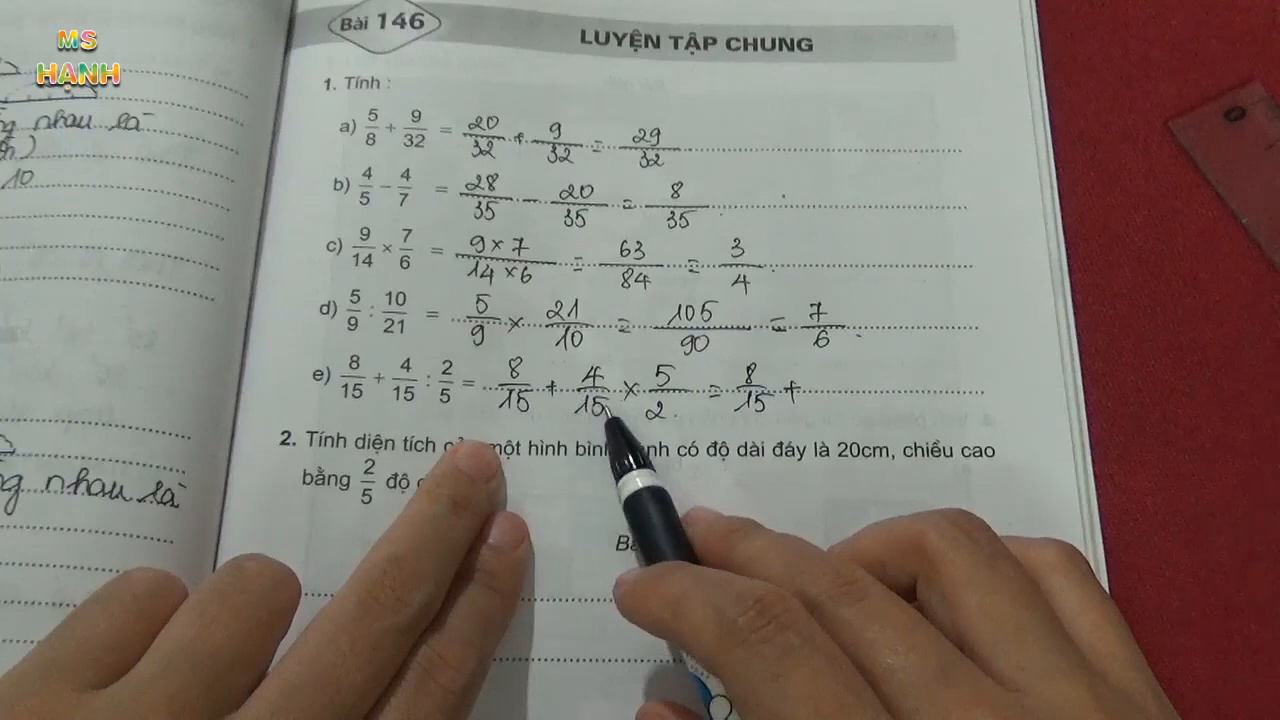 MS
HẠNH
Bài 146
LUYỆN TẬP CHUNG
nhau là
10
nhau là
1. Tính :
a) 5/8 + 9/32 = 20/32 + 9/32 = 29/32
b) 4/5 − 4/7 = 28/35 − 20/35 = 8/35
c) 9/14 × 7/6 = 9 × 7/14 × 6 = 63/84 = 3/4
d) 5/9 : 10/21 = 5/9 × 21/10 = 105/90 = 7/6
e) 8/15 + 4/15 : 2/5 = 8/15 + 4/15 × 5/2 = 8/15 +
2. Tính diện tích một hình có độ dài đáy là 20cm, chiều cao
bằng 2/5 độ